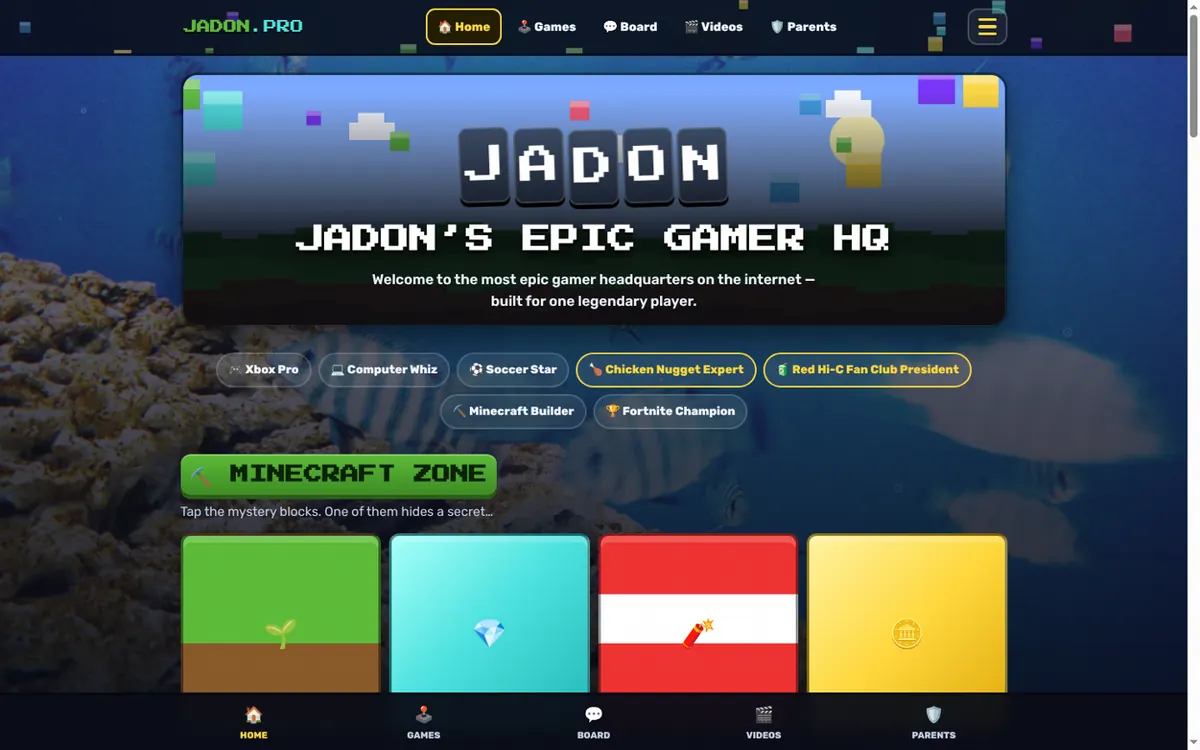 JADON.PRO
Home
Games
Board
Videos
Parents
JADON
JADON'S EPIC GAMER HQ
Welcome to the most epic gamer headquarters on the internet —
built for one legendary player.
Xbox Pro
Computer Whiz
Soccer Star
Chicken Nugget Expert
Red Hi-C Fan Club President
Minecraft Builder
Fortnite Champion
MINECRAFT ZONE
Tap the mystery blocks. One of them hides a secret...
HOME
GAMES
BOARD
VIDEOS
PARENTS